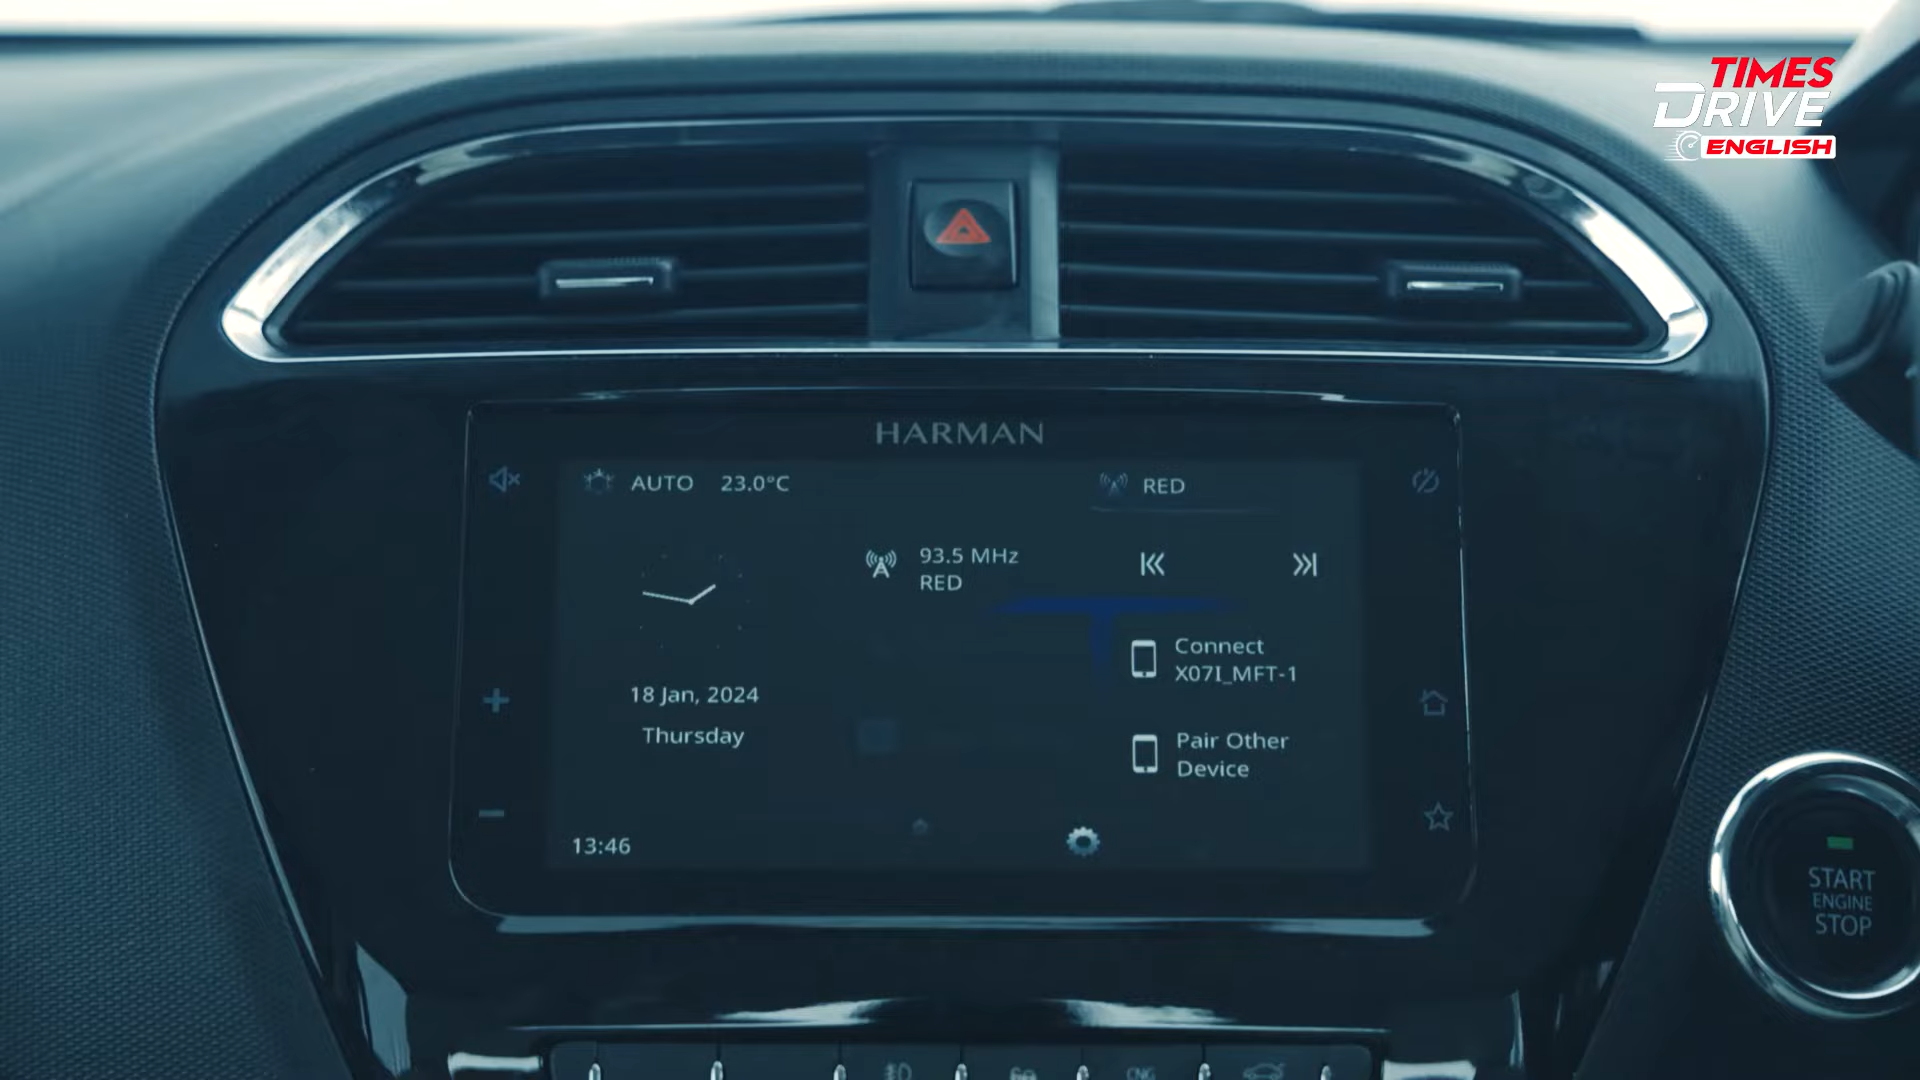 TIMES
DRIVE
ENGLISH
HARMAN
AUTO 23.0°C
RED
93.5 MHz
RED
Connect
X07I_MFT-1
18 Jan, 2024
Thursday
Pair Other
Device
13:46
START
ENGINE
STOP
CNG